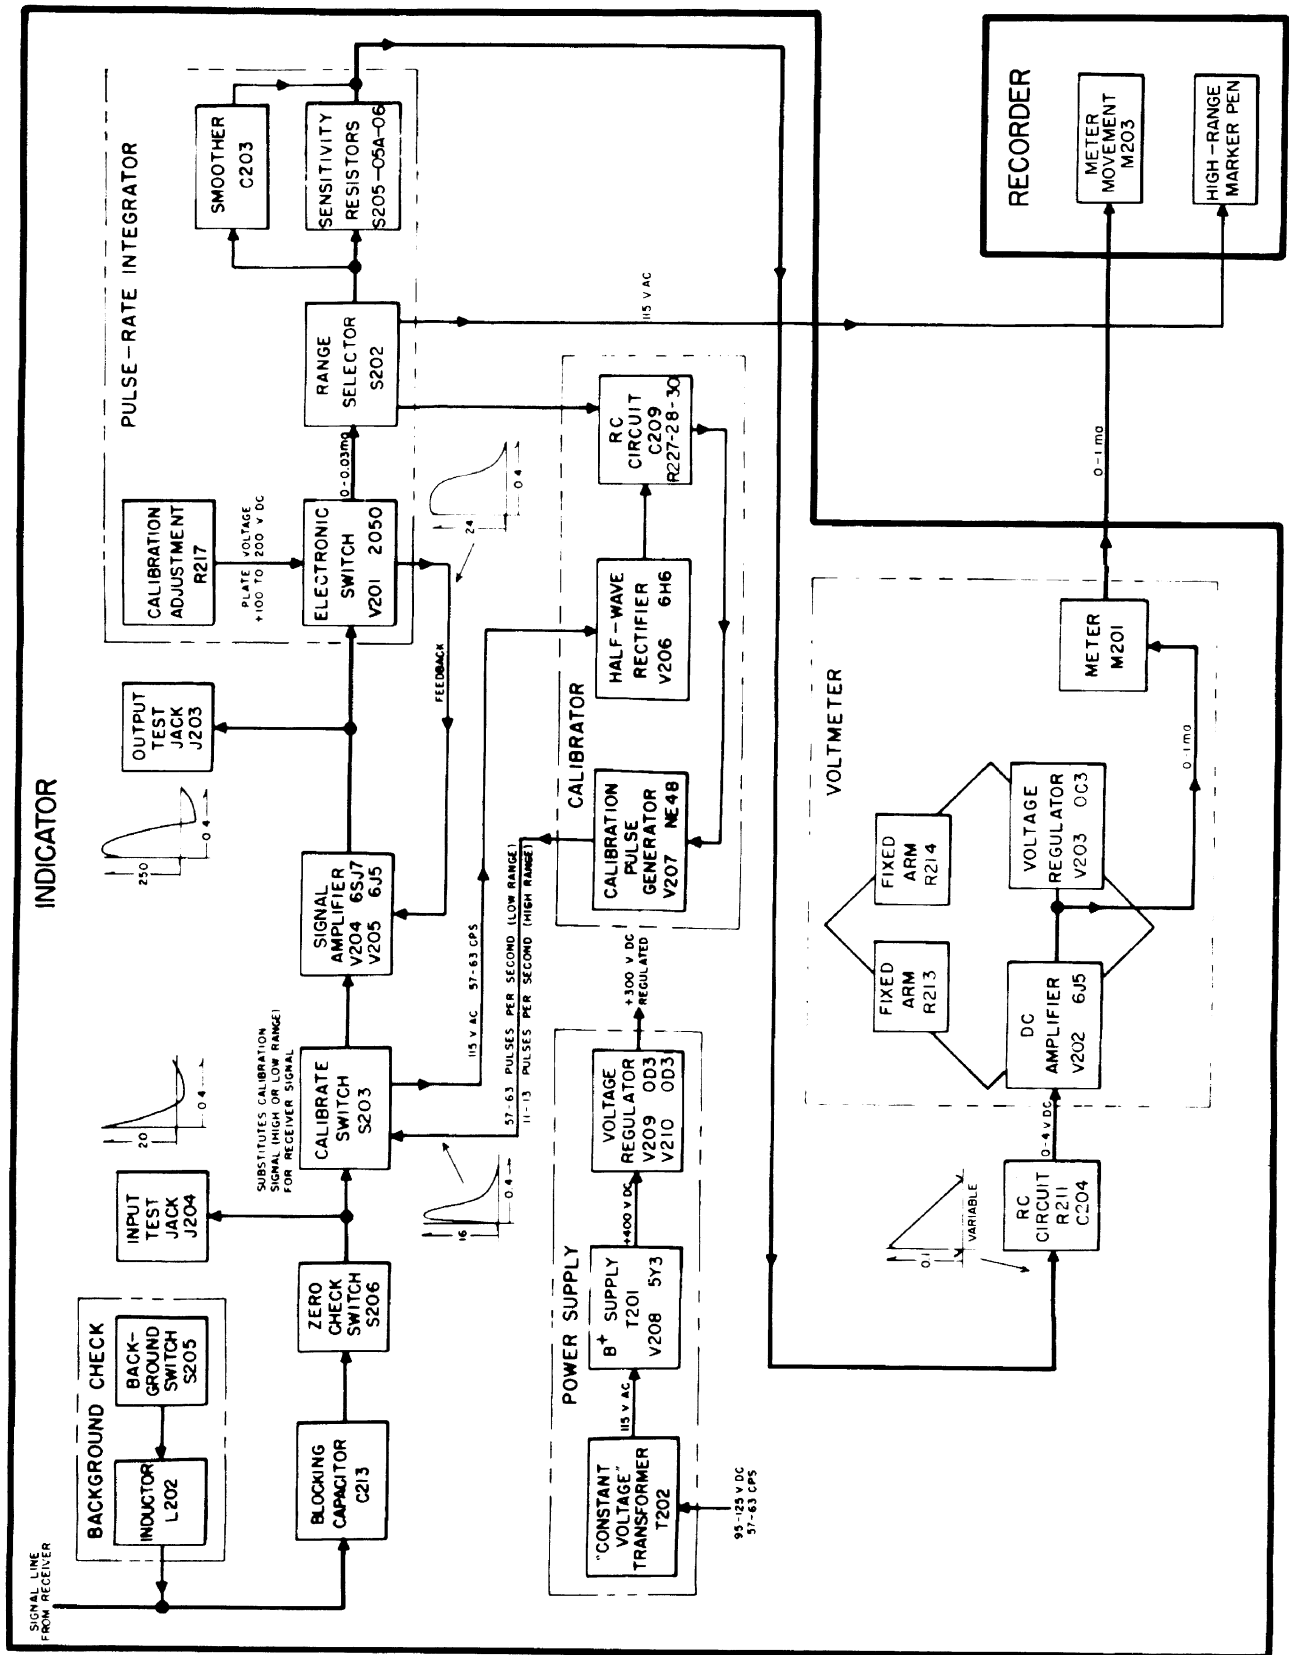 INDICATOR
SIGNAL LINE
FROM RECEIVER
BACKGROUND CHECK
INDUCTOR
L202
BACK-
GROUND
SWITCH
S205
BLOCKING
CAPACITOR
C213
ZERO
CHECK
SWITCH
S206
INPUT
TEST
JACK
J204
20
0.4
SUBSTITUTES CALIBRATION
SIGNAL (HIGH OR LOW RANGE)
FOR RECEIVER SIGNAL
CALIBRATE
SWITCH
S203
16
0.4
SIGNAL
AMPLIFIER
V204 6SJ7
V205 6J5
250
0.4
OUTPUT
TEST
JACK
J203
FEEDBACK
PULSE-RATE INTEGRATOR
CALIBRATION
ADJUSTMENT
R217
PLATE VOLTAGE
+100 TO 200 V DC
ELECTRONIC
SWITCH
V201 2050
0-0.03ma
24
0.4
RANGE
SELECTOR
S202
SMOOTHER
C203
SENSITIVITY
RESISTORS
S205-05A-06
115 V AC 57-63 CPS
57-63 PULSES PER SECOND (LOW RANGE)
11-13 PULSES PER SECOND (HIGH RANGE)
115 V AC
CALIBRATOR
CALIBRATION
PULSE
GENERATOR
V207 NE48
HALF-WAVE
RECTIFIER
V206 6H6
RC
CIRCUIT
C209
R227-28-30
POWER SUPPLY
"CONSTANT
VOLTAGE"
TRANSFORMER
T202
95-125 V DC
57-63 CPS
115 V AC
B+ SUPPLY
T201
V208 5Y3
+400 V DC
VOLTAGE
REGULATOR
V209 OD3
V210 OD3
+300 V DC
REGULATED
0.1
VARIABLE
RC
CIRCUIT
R211
C204
0-4 V DC
VOLTMETER
FIXED
ARM
R213
FIXED
ARM
R214
DC
AMPLIFIER
V202 6J5
VOLTAGE
REGULATOR
V203 OC3
0-1 ma
METER
M201
0-1 ma
RECORDER
METER
MOVEMENT
M203
HIGH-RANGE
MARKER PEN